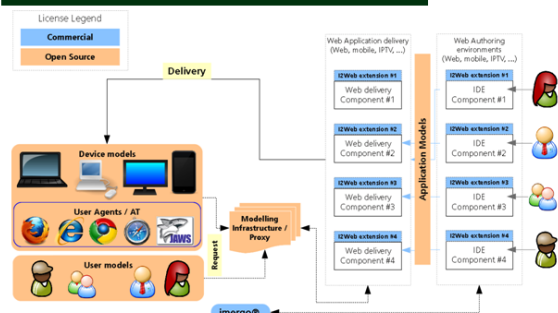 License Legend
Commercial
Open Source
Delivery
Web Application delivery
(Web, mobile, IPTV, ...)
Web Authoring
environments
(Web, mobile, IPTV, ...)
I2Web extension #1
Web delivery
Component #1
I2Web extension #2
Web delivery
Component #2
I2Web extension #3
Web delivery
Component #3
I2Web extension #4
Web delivery
Component #4
Application Models
I2Web extension #1
IDE
Component #1
I2Web extension #2
IDE
Component #2
I2Web extension #3
IDE
Component #3
I2Web extension #4
IDE
Component #4
Device models
User Agents / AT
JAWS
User models
Request
Modelling
Infrastructure /
Proxy
imergo®